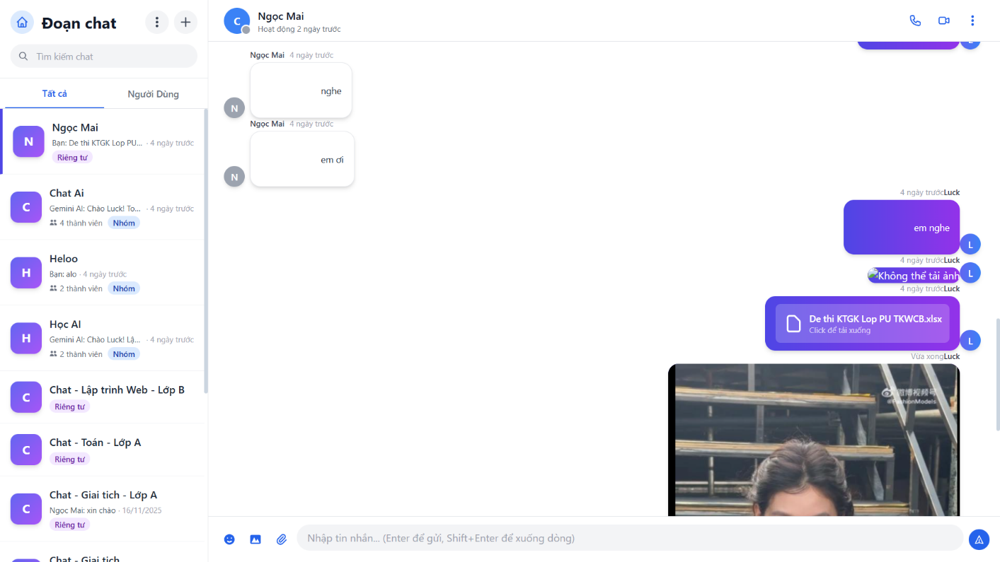 Đoạn chat
Tìm kiếm chat
Tất cả
Người Dùng
N
Ngọc Mai
Bạn: De thi KTGK Lop PU... · 4 ngày trước
Riêng tư
C
Chat Ai
Gemini AI: Chào Luck! To... · 4 ngày trước
4 thành viên Nhóm
H
Heloo
Bạn: alo · 4 ngày trước
2 thành viên Nhóm
H
Học AI
Gemini AI: Chào Luck! Lậ... · 4 ngày trước
2 thành viên Nhóm
C
Chat - Lập trình Web - Lớp B
Riêng tư
C
Chat - Toán - Lớp A
Riêng tư
C
Chat - Giai tich - Lớp A
Ngọc Mai: xin chào · 16/11/2025
Riêng tư
Chat - Giai tich
C
Ngọc Mai
Hoạt động 2 ngày trước
L
Ngọc Mai 4 ngày trước
nghe
N
Ngọc Mai 4 ngày trước
em ơi
N
4 ngày trướcLuck
em nghe
L
4 ngày trướcLuck
Không thể tải ảnh
L
4 ngày trướcLuck
De thi KTGK Lop PU TKWCB.xlsx
Click để tải xuống
L
Vừa xongLuck
微博视频号
@FashionModels
Nhập tin nhắn... (Enter để gửi, Shift+Enter để xuống dòng)